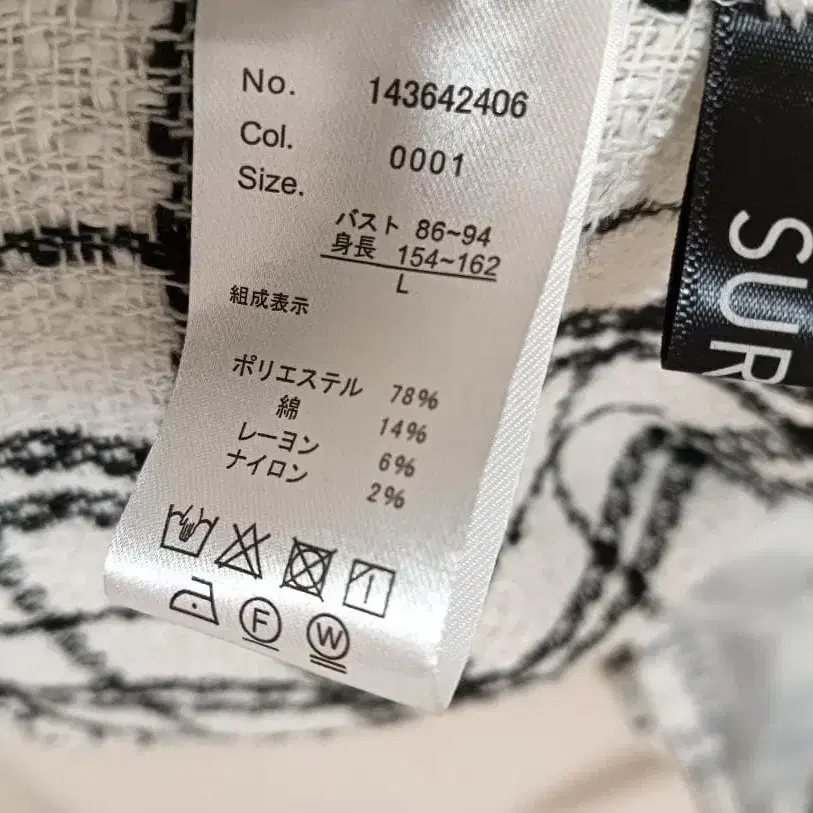 No. 143642406
Col. 0001
Size.
バスト 86~94
身長 154~162
L
組成表示
ポリエステル 78%
綿 14%
レーヨン 6%
ナイロン 2%
F W
SUR